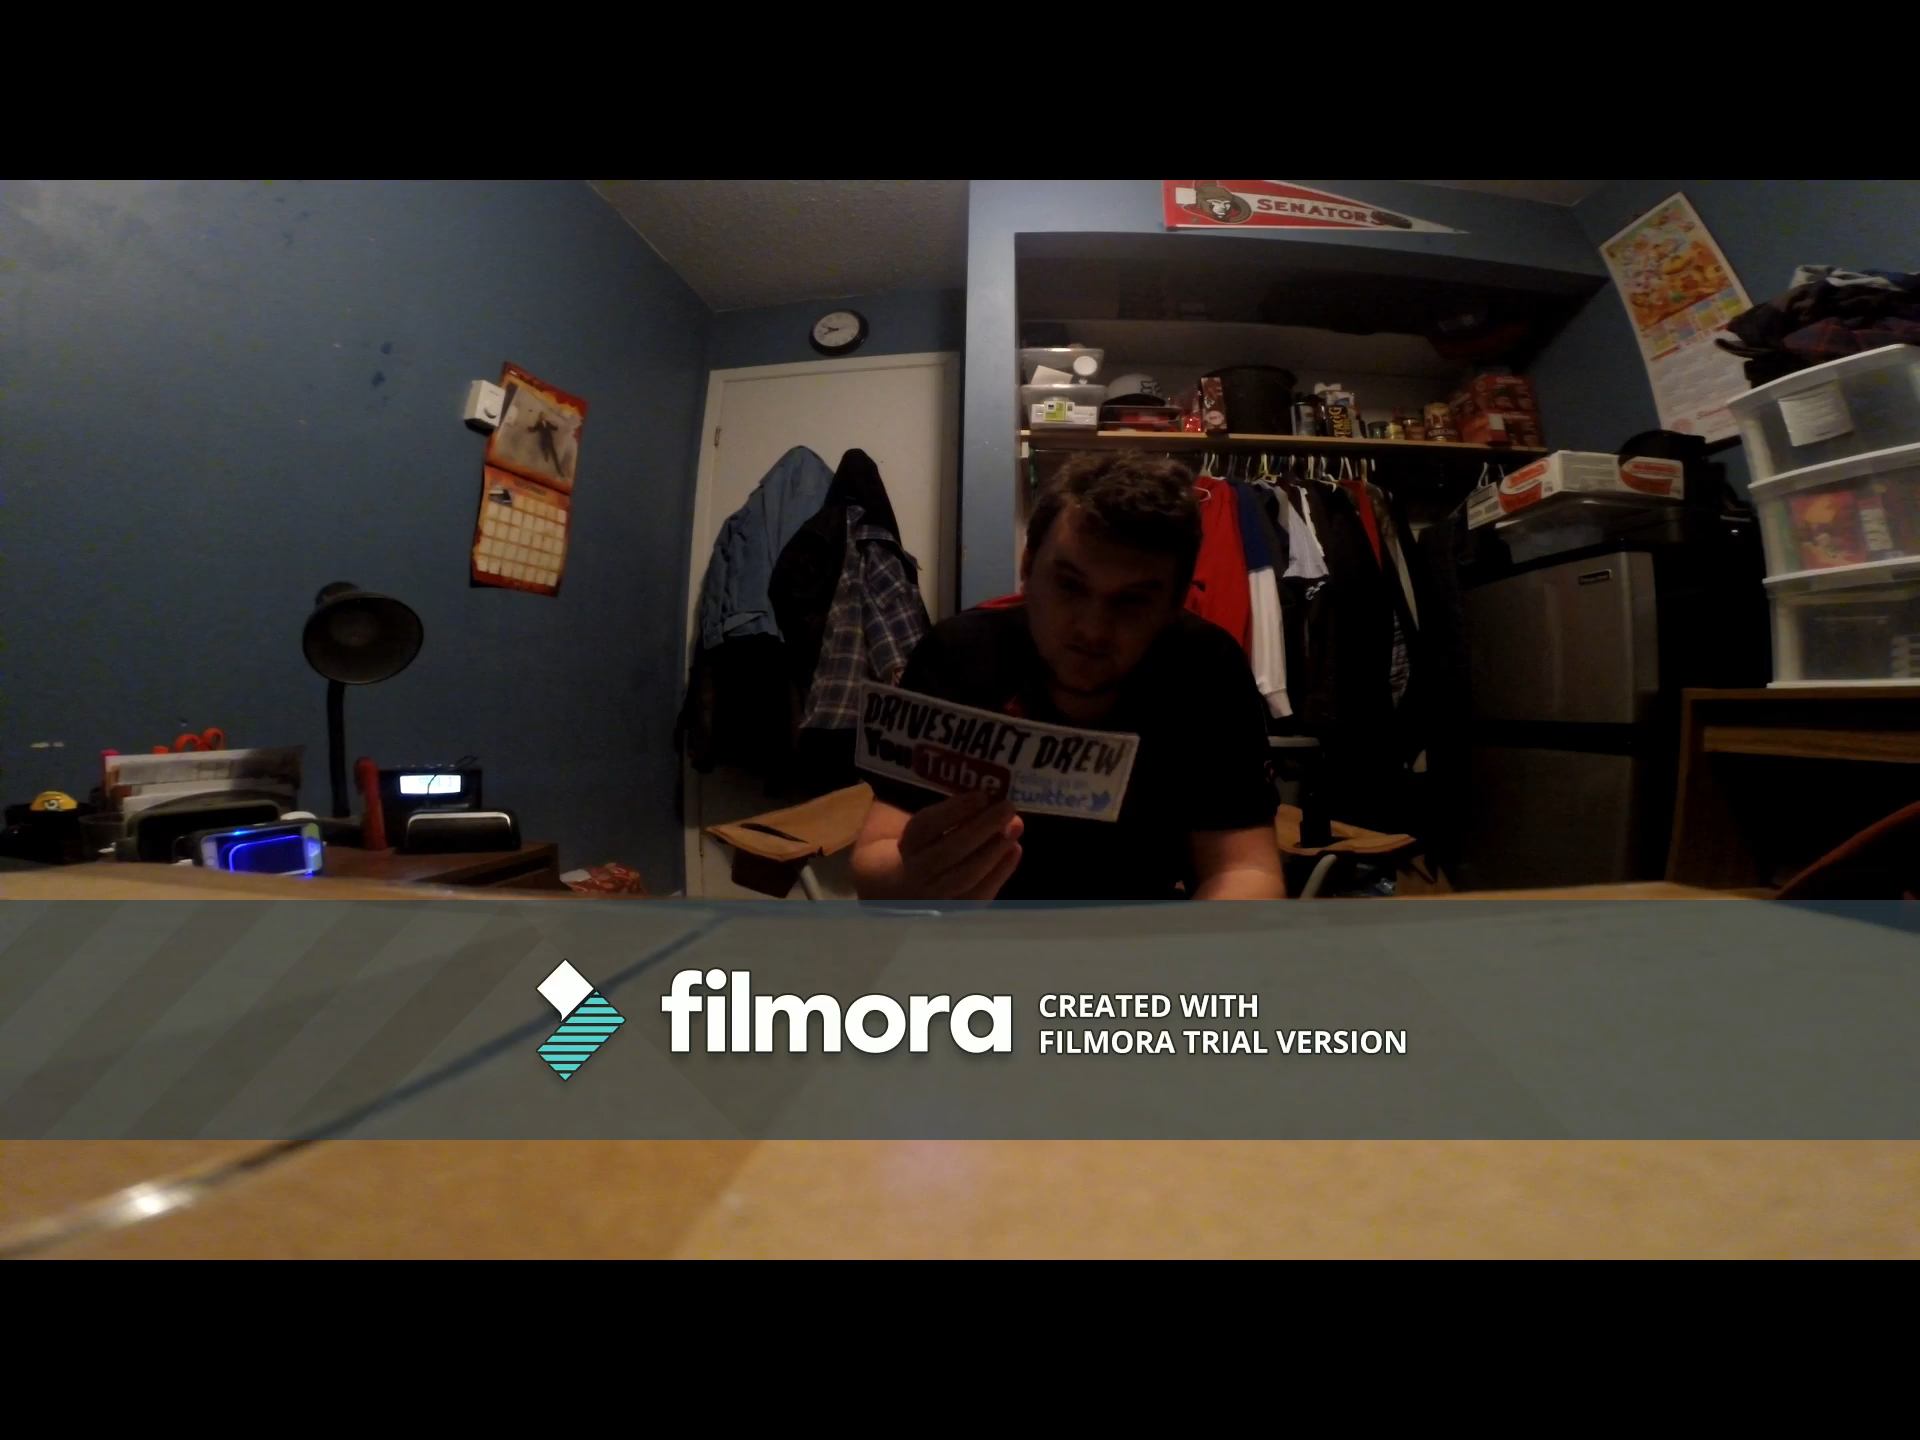 SENATORS
DRIVESHAFT DREW
YouTube
twitter
filmora
CREATED WITH
FILMORA TRIAL VERSION